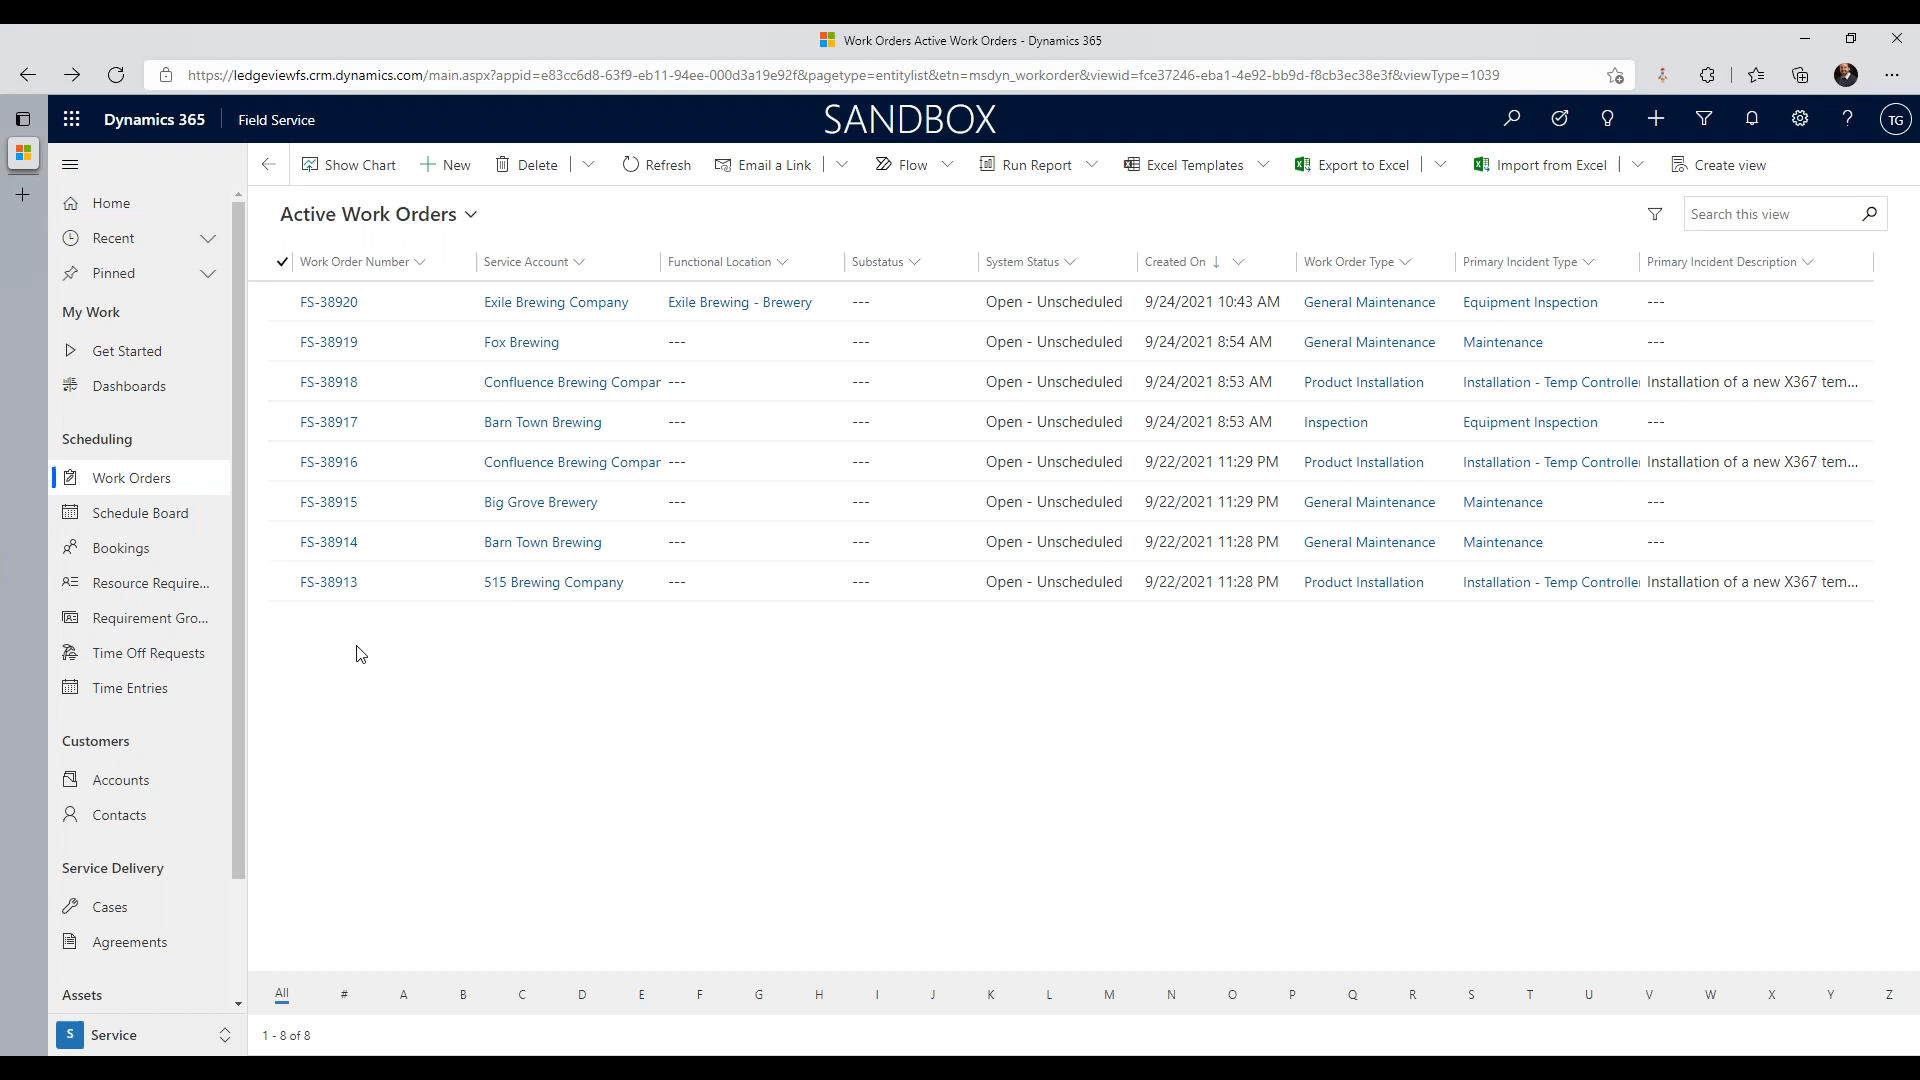 Work Orders Active Work Orders - Dynamics 365
https://ledgeviewfs.crm.dynamics.com/main.aspx?appid=e83cc6d8-63f9-eb11-94ee-000d3a19e92f&pagetype=entitylist&etn=msdyn_workorder&viewid=fce37246-eba1-4e92-bb9d-f8cb3ec38e3f&viewType=1039
Dynamics 365 Field Service SANDBOX ? TG
Show Chart New Delete Refresh Email a Link Flow Run Report Excel Templates Export to Excel Import from Excel Create view
Home
Recent
Pinned
My Work
Get Started
Dashboards
Scheduling
Work Orders
Schedule Board
Bookings
Resource Require...
Requirement Gro...
Time Off Requests
Time Entries
Customers
Accounts
Contacts
Service Delivery
Cases
Agreements
Assets
S Service
Active Work Orders Search this view
Work Order Number Service Account Functional Location Substatus System Status Created On ↓ Work Order Type Primary Incident Type Primary Incident Description
FS-38920 Exile Brewing Company Exile Brewing - Brewery --- Open - Unscheduled 9/24/2021 10:43 AM General Maintenance Equipment Inspection ---
FS-38919 Fox Brewing --- --- Open - Unscheduled 9/24/2021 8:54 AM General Maintenance Maintenance ---
FS-38918 Confluence Brewing Compar --- --- Open - Unscheduled 9/24/2021 8:53 AM Product Installation Installation - Temp Controlle Installation of a new X367 tem...
FS-38917 Barn Town Brewing --- --- Open - Unscheduled 9/24/2021 8:53 AM Inspection Equipment Inspection ---
FS-38916 Confluence Brewing Compar --- --- Open - Unscheduled 9/22/2021 11:29 PM Product Installation Installation - Temp Controlle Installation of a new X367 tem...
FS-38915 Big Grove Brewery --- --- Open - Unscheduled 9/22/2021 11:29 PM General Maintenance Maintenance ---
FS-38914 Barn Town Brewing --- --- Open - Unscheduled 9/22/2021 11:28 PM General Maintenance Maintenance ---
FS-38913 515 Brewing Company --- --- Open - Unscheduled 9/22/2021 11:28 PM Product Installation Installation - Temp Controlle Installation of a new X367 tem...
All # A B C D E F G H I J K L M N O P Q R S T U V W X Y Z
1 - 8 of 8